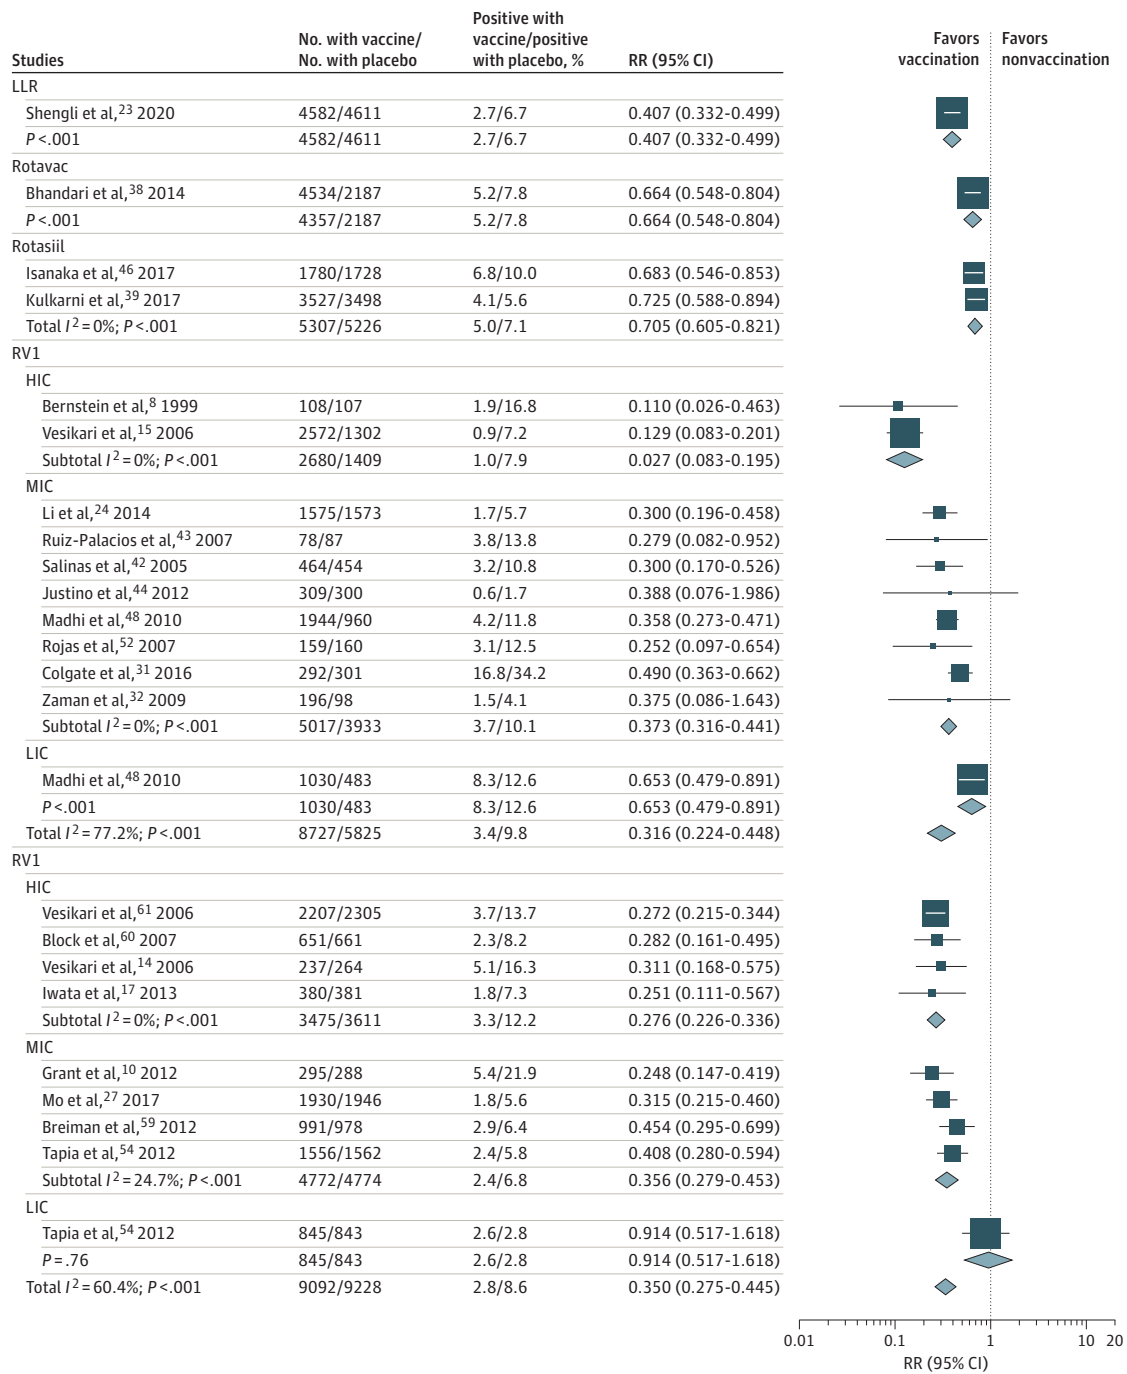 Studies No. with vaccine/ No. with placebo Positive with vaccine/positive with placebo, % RR (95% CI) Favors vaccination Favors nonvaccination
LLR
Shengli et al,23 2020 4582/4611 2.7/6.7 0.407 (0.332-0.499)
P <.001 4582/4611 2.7/6.7 0.407 (0.332-0.499)
Rotavac
Bhandari et al,38 2014 4534/2187 5.2/7.8 0.664 (0.548-0.804)
P <.001 4357/2187 5.2/7.8 0.664 (0.548-0.804)
Rotasiil
Isanaka et al,46 2017 1780/1728 6.8/10.0 0.683 (0.546-0.853)
Kulkarni et al,39 2017 3527/3498 4.1/5.6 0.725 (0.588-0.894)
Total I2 = 0%; P <.001 5307/5226 5.0/7.1 0.705 (0.605-0.821)
RV1
HIC
Bernstein et al,8 1999 108/107 1.9/16.8 0.110 (0.026-0.463)
Vesikari et al,15 2006 2572/1302 0.9/7.2 0.129 (0.083-0.201)
Subtotal I2 = 0%; P <.001 2680/1409 1.0/7.9 0.027 (0.083-0.195)
MIC
Li et al,24 2014 1575/1573 1.7/5.7 0.300 (0.196-0.458)
Ruiz-Palacios et al,43 2007 78/87 3.8/13.8 0.279 (0.082-0.952)
Salinas et al,42 2005 464/454 3.2/10.8 0.300 (0.170-0.526)
Justino et al,44 2012 309/300 0.6/1.7 0.388 (0.076-1.986)
Madhi et al,48 2010 1944/960 4.2/11.8 0.358 (0.273-0.471)
Rojas et al,52 2007 159/160 3.1/12.5 0.252 (0.097-0.654)
Colgate et al,31 2016 292/301 16.8/34.2 0.490 (0.363-0.662)
Zaman et al,32 2009 196/98 1.5/4.1 0.375 (0.086-1.643)
Subtotal I2 = 0%; P <.001 5017/3933 3.7/10.1 0.373 (0.316-0.441)
LIC
Madhi et al,48 2010 1030/483 8.3/12.6 0.653 (0.479-0.891)
P <.001 1030/483 8.3/12.6 0.653 (0.479-0.891)
Total I2 = 77.2%; P <.001 8727/5825 3.4/9.8 0.316 (0.224-0.448)
RV1
HIC
Vesikari et al,61 2006 2207/2305 3.7/13.7 0.272 (0.215-0.344)
Block et al,60 2007 651/661 2.3/8.2 0.282 (0.161-0.495)
Vesikari et al,14 2006 237/264 5.1/16.3 0.311 (0.168-0.575)
Iwata et al,17 2013 380/381 1.8/7.3 0.251 (0.111-0.567)
Subtotal I2 = 0%; P <.001 3475/3611 3.3/12.2 0.276 (0.226-0.336)
MIC
Grant et al,10 2012 295/288 5.4/21.9 0.248 (0.147-0.419)
Mo et al,27 2017 1930/1946 1.8/5.6 0.315 (0.215-0.460)
Breiman et al,59 2012 991/978 2.9/6.4 0.454 (0.295-0.699)
Tapia et al,54 2012 1556/1562 2.4/5.8 0.408 (0.280-0.594)
Subtotal I2 = 24.7%; P <.001 4772/4774 2.4/6.8 0.356 (0.279-0.453)
LIC
Tapia et al,54 2012 845/843 2.6/2.8 0.914 (0.517-1.618)
P = .76 845/843 2.6/2.8 0.914 (0.517-1.618)
Total I2 = 60.4%; P <.001 9092/9228 2.8/8.6 0.350 (0.275-0.445)
0.01 0.1 1 10 20
RR (95% CI)